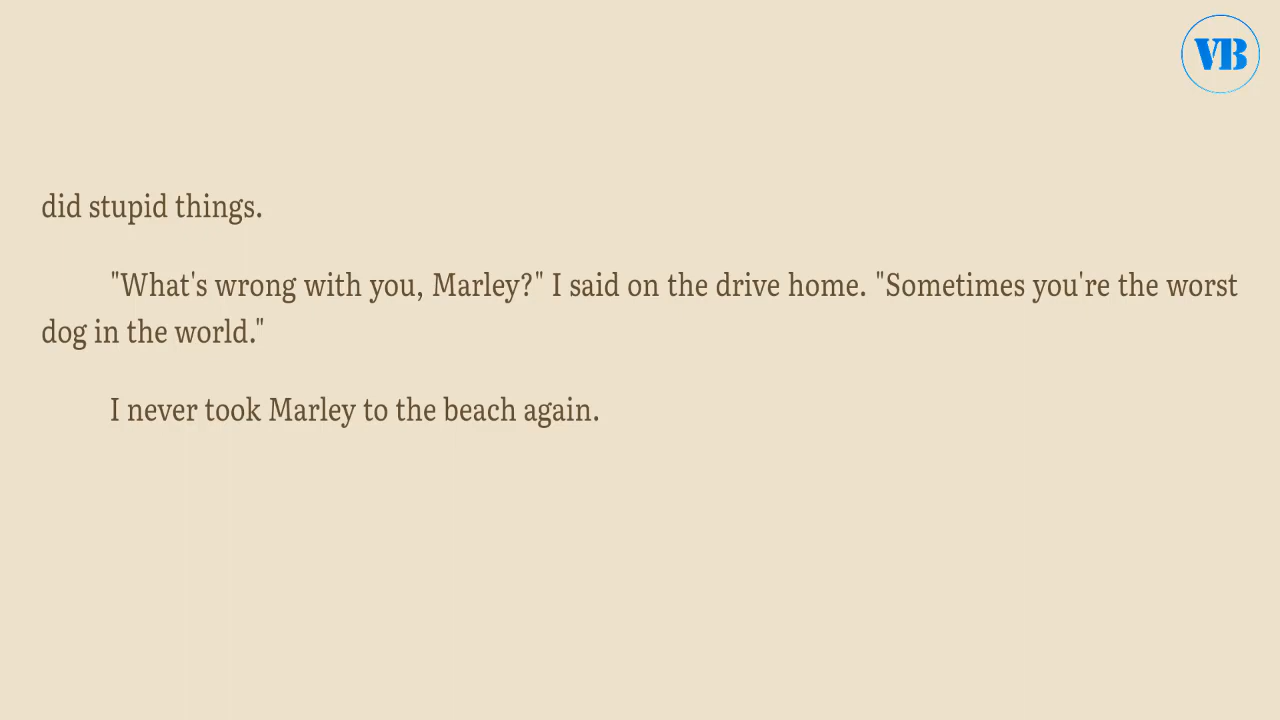 VB
did stupid things.
"What's wrong with you, Marley?" I said on the drive home. "Sometimes you're the worst
dog in the world."
I never took Marley to the beach again.